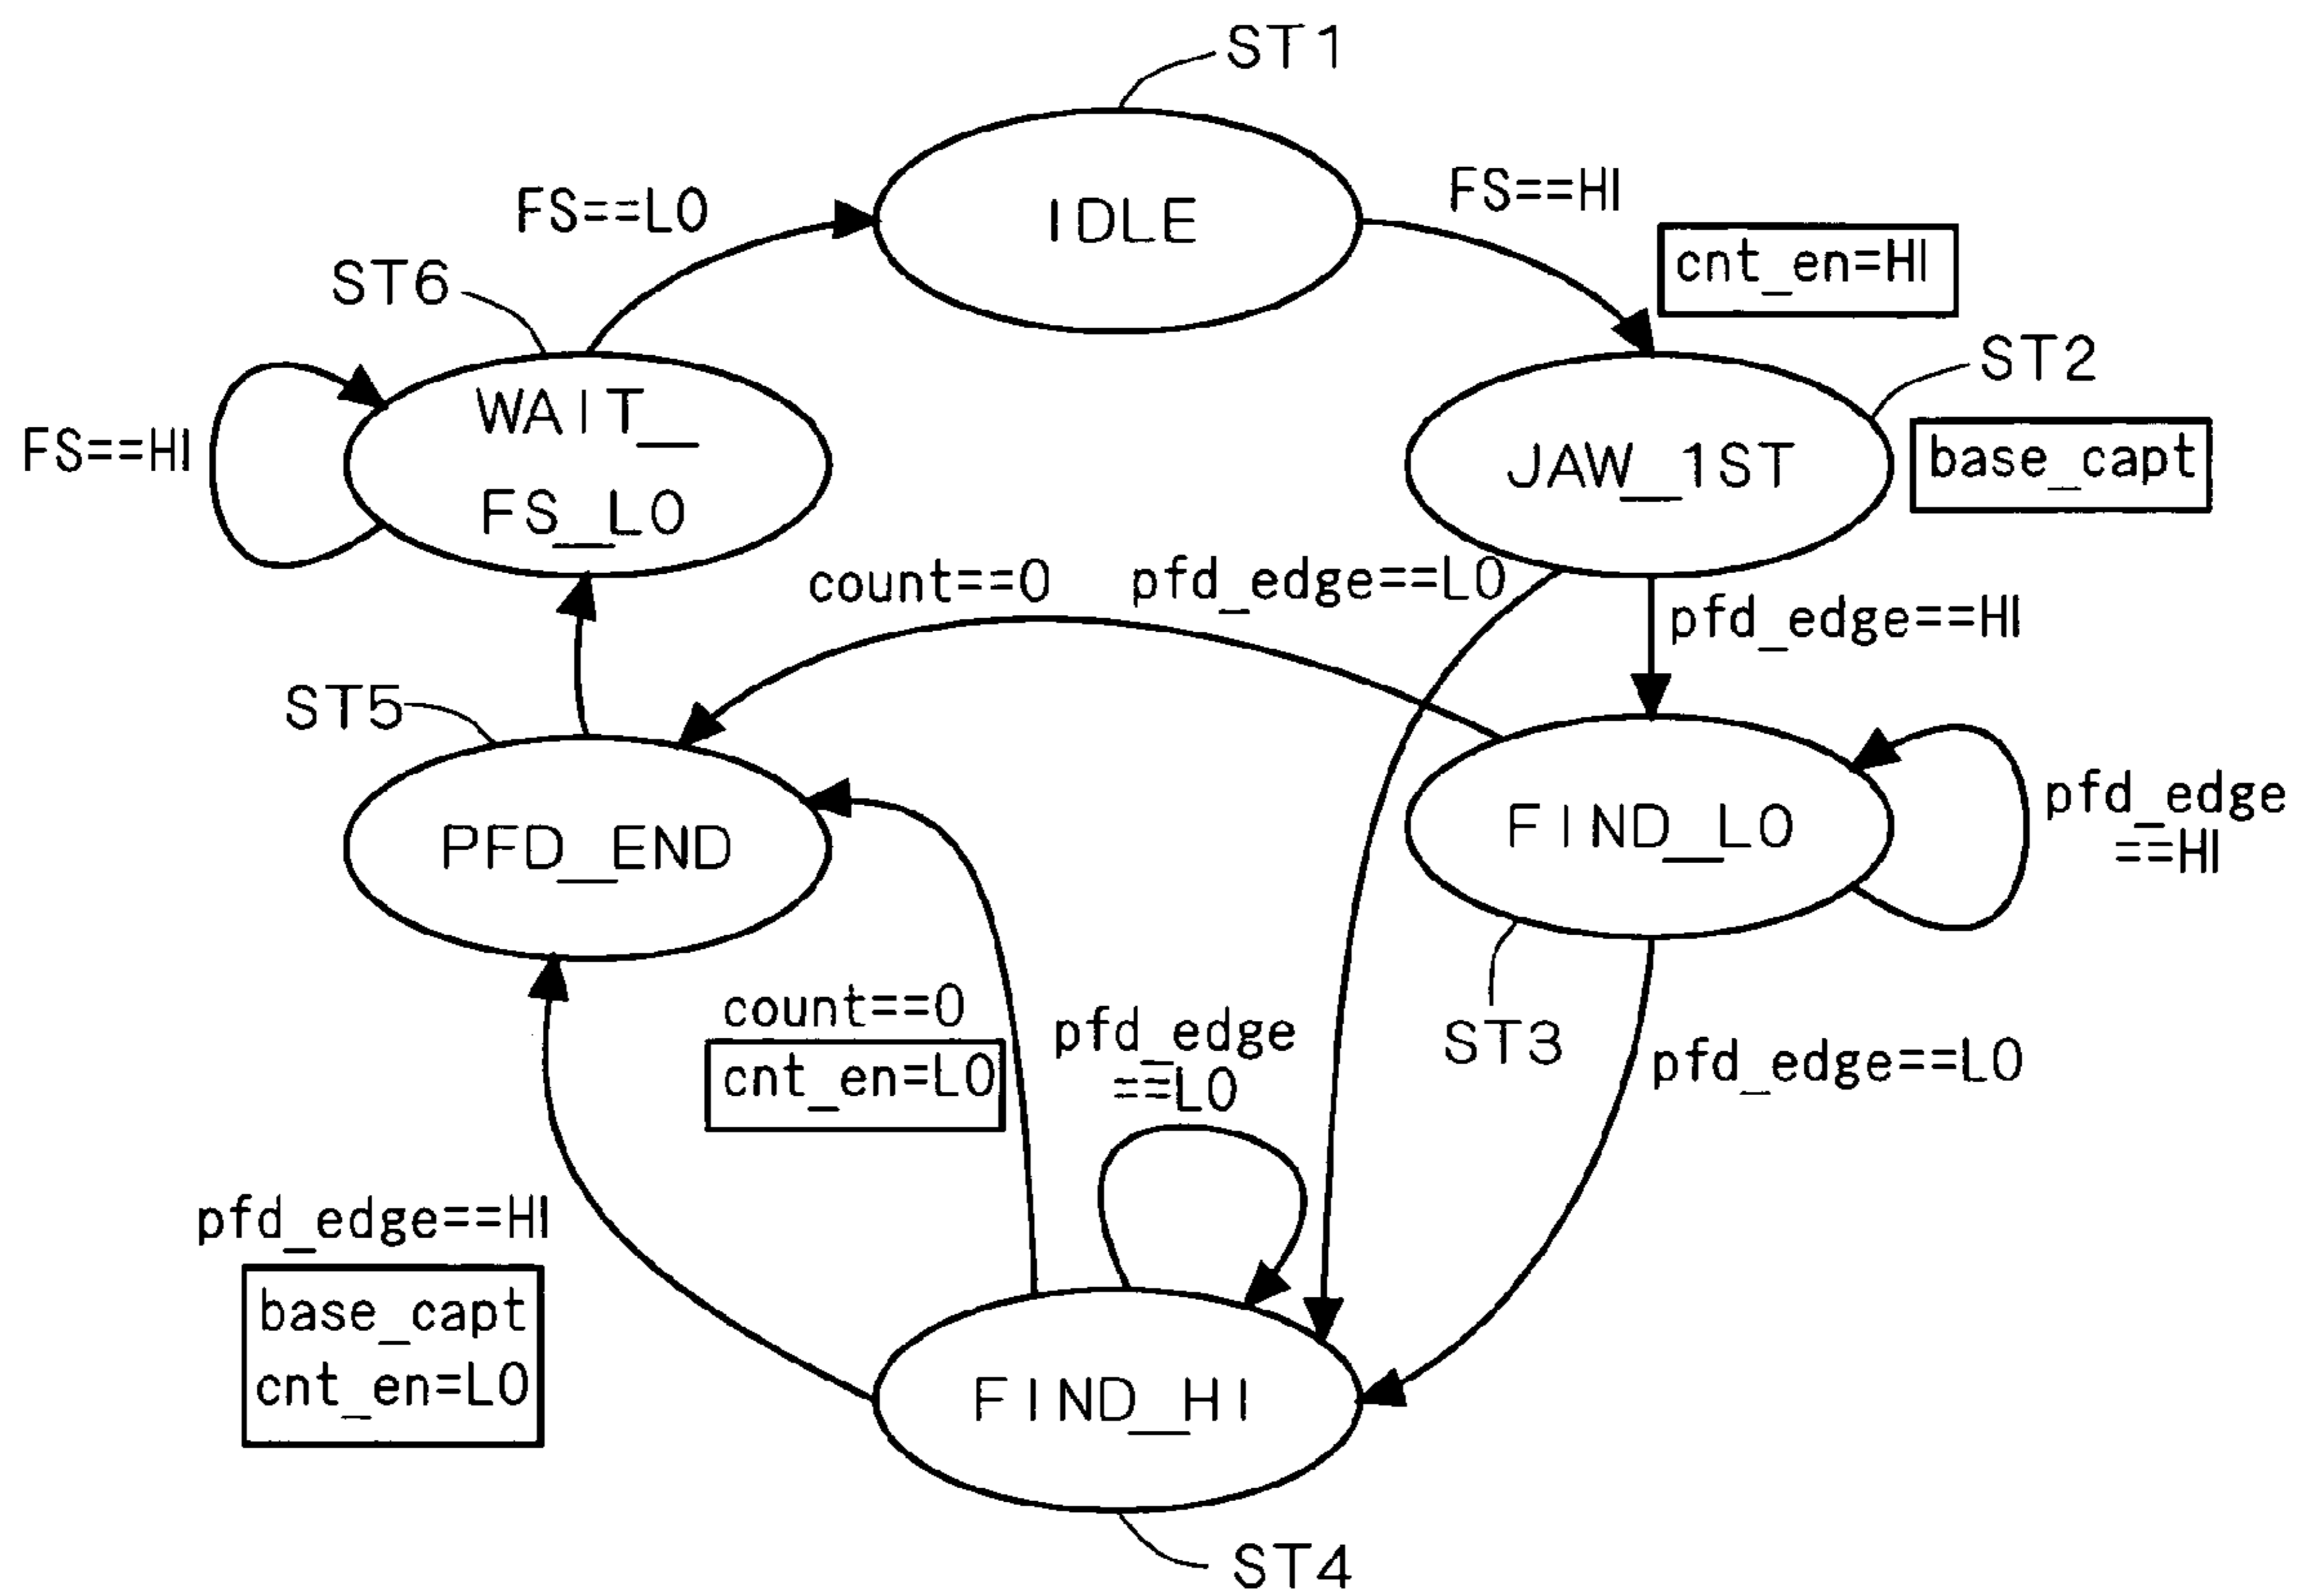 ST1
IDLE
FS==HI
cnt_en=HI
FS==LO
ST6
WAIT_
FS_LO
FS==HI
ST2
JAW_1ST
base_capt
count==0
pfd_edge==LO
pfd_edge==HI
ST5
PFD_END
FIND_LO
pfd_edge
==HI
ST3
count==0
cnt_en=LO
pfd_edge
==LO
pfd_edge==LO
pfd_edge==HI
base_capt
cnt_en=LO
FIND_HI
ST4